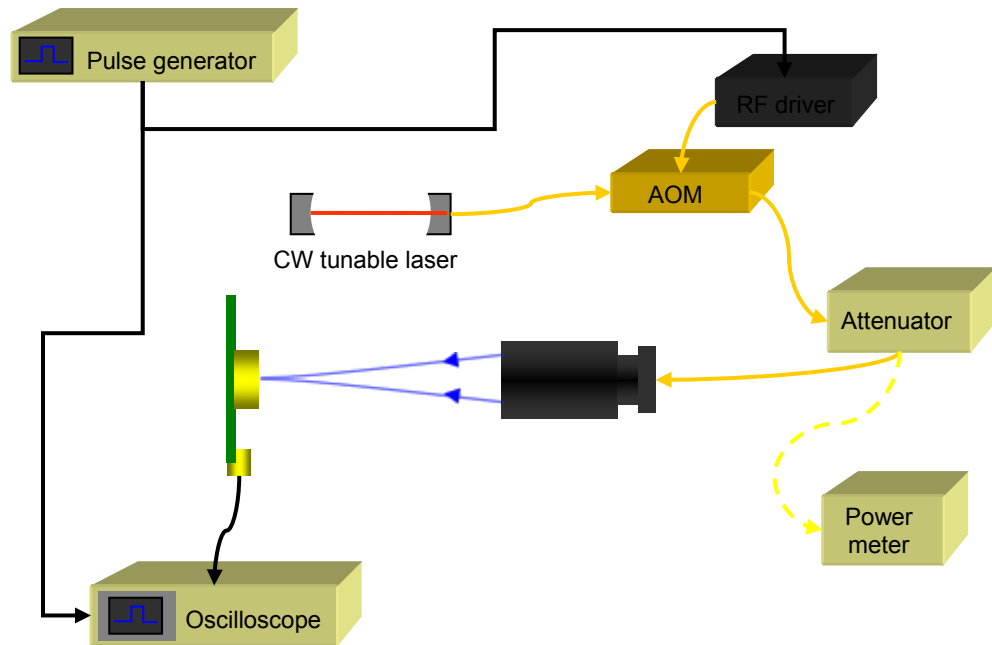 Pulse generator
RF driver
AOM
CW tunable laser
Attenuator
Power
meter
Oscilloscope